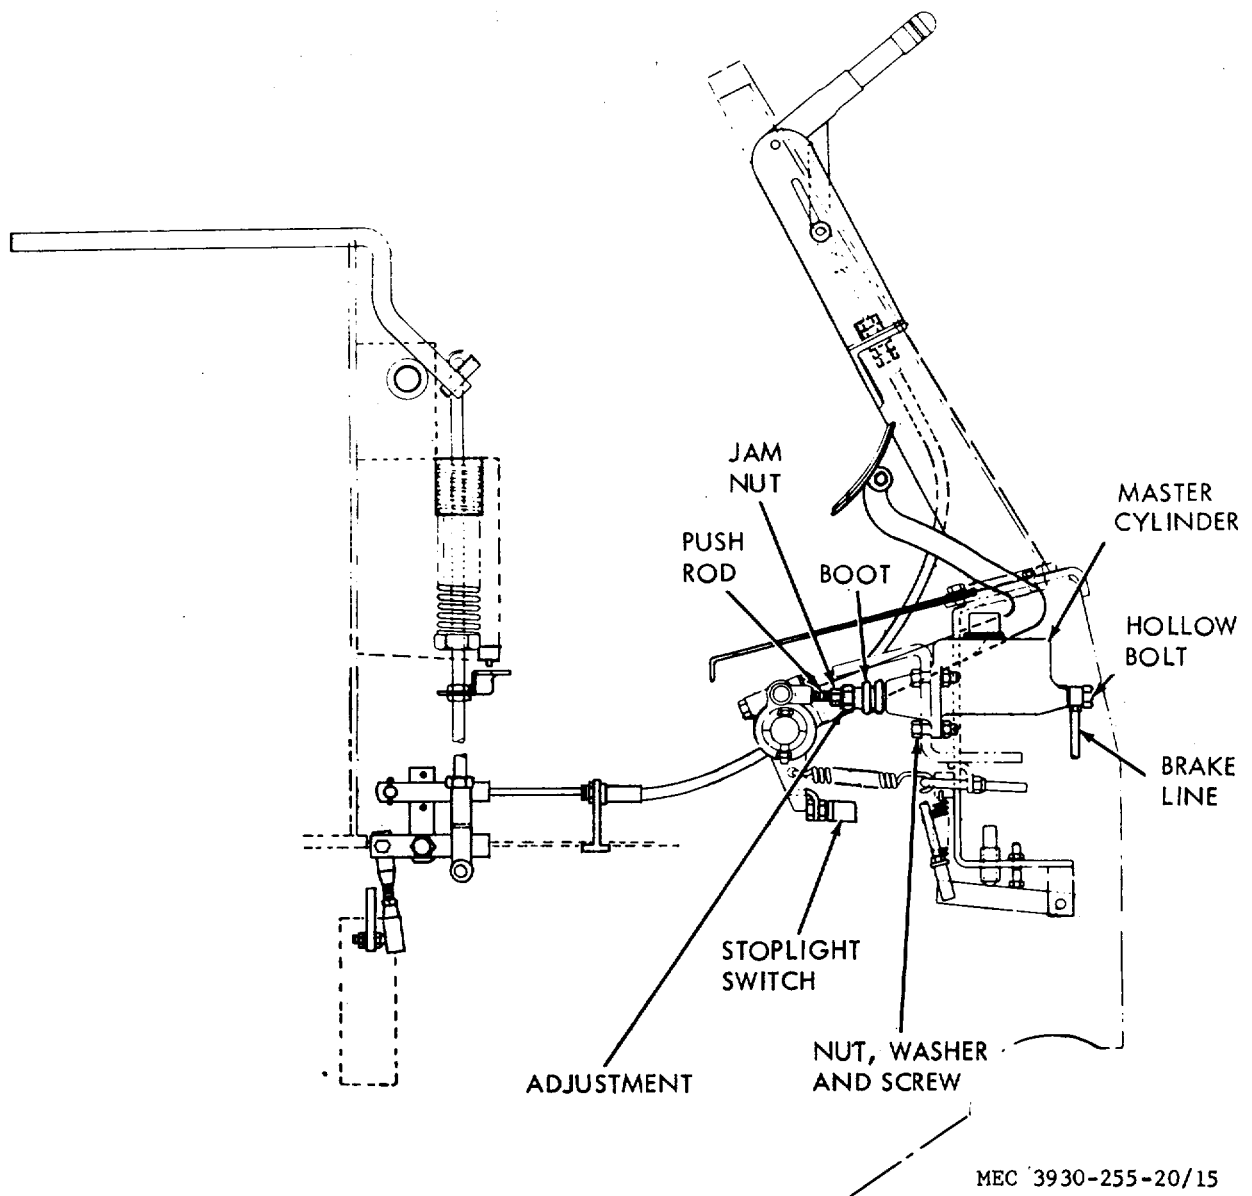 JAM
NUT
MASTER
CYLINDER
PUSH
ROD
BOOT
HOLLOW
BOLT
BRAKE
LINE
STOPLIGHT
SWITCH
NUT, WASHER
AND SCREW
ADJUSTMENT
MEC 3930-255-20/15